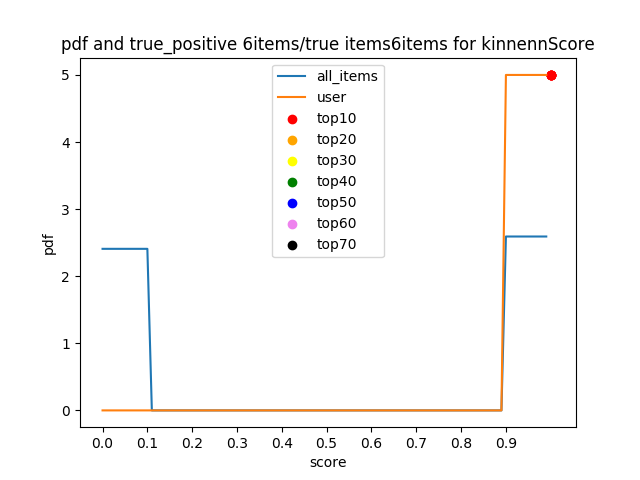 pdf and true_positive 6items/true items6items for kinnennScore
all_items
user
top10
top20
top30
top40
top50
top60
top70
pdf
5
4
3
2
1
0
0.0 0.1 0.2 0.3 0.4 0.5 0.6 0.7 0.8 0.9
score